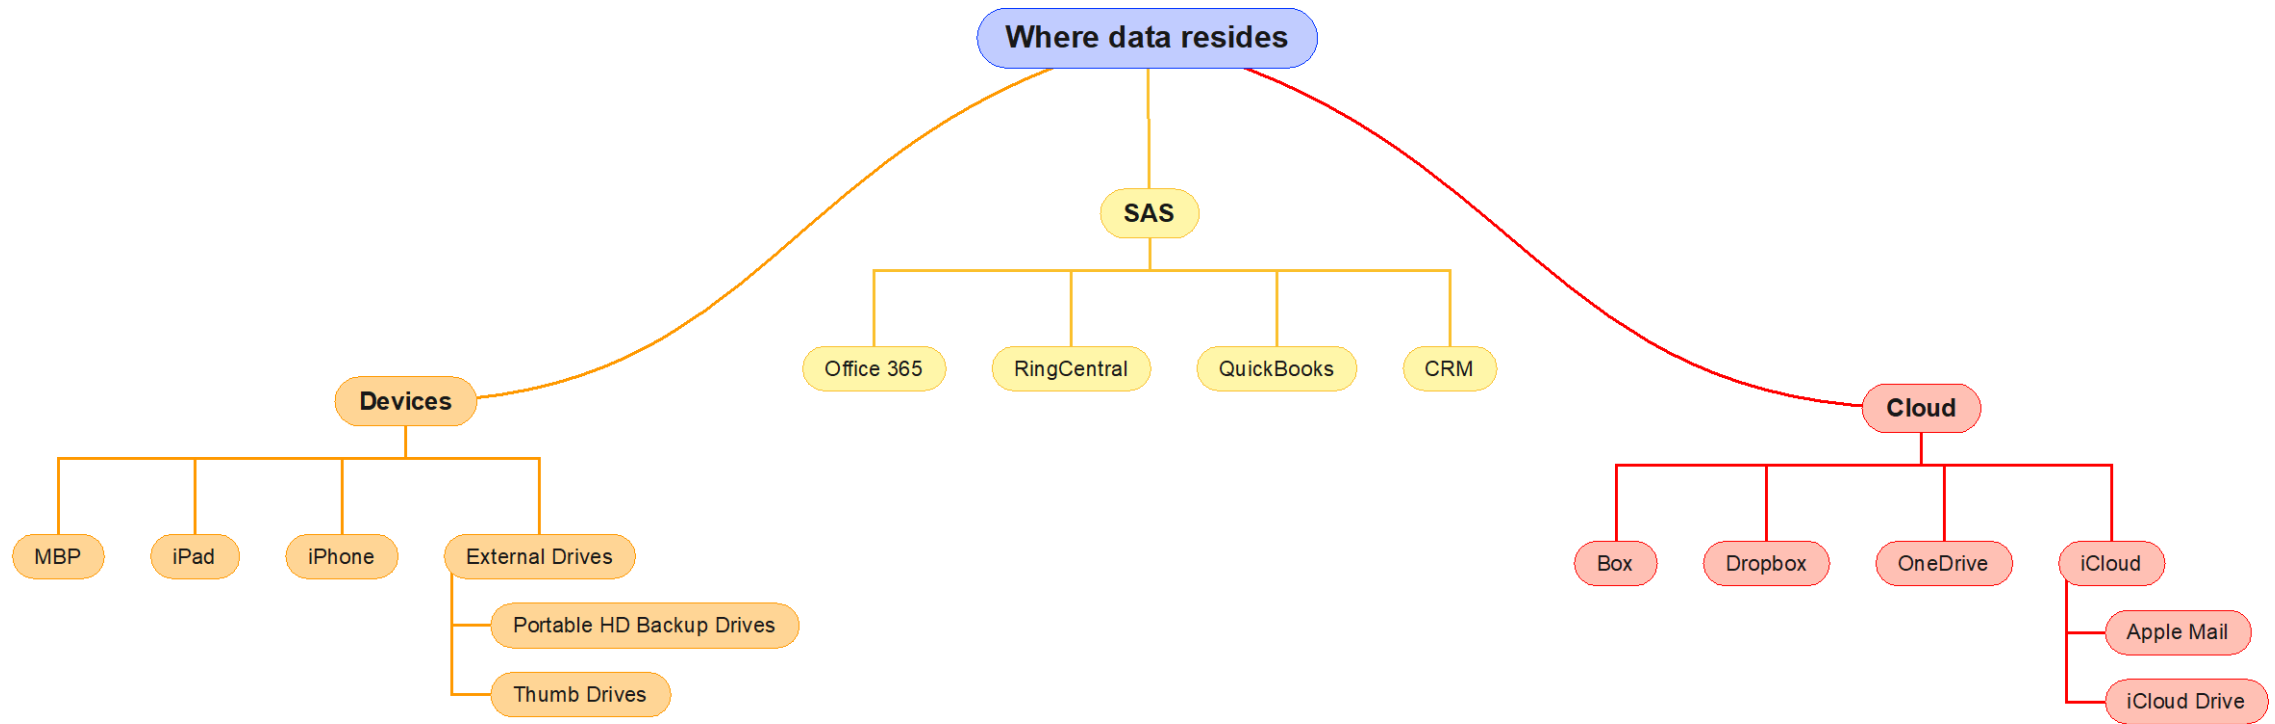 Where data resides
SAS
Office 365
RingCentral
QuickBooks
CRM
Devices
MBP
iPad
iPhone
External Drives
Portable HD Backup Drives
Thumb Drives
Cloud
Box
Dropbox
OneDrive
iCloud
Apple Mail
iCloud Drive